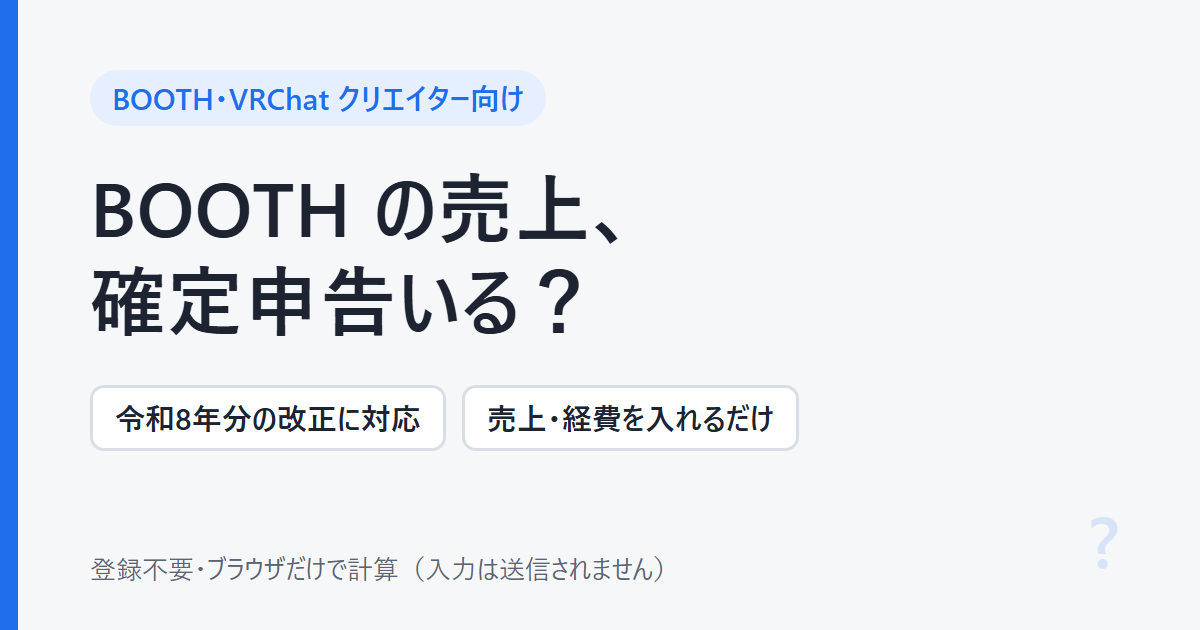 BOOTH・VRChat クリエイター向け
BOOTH の売上、
確定申告いる？
令和8年分の改正に対応
売上・経費を入れるだけ
登録不要・ブラウザだけで計算（入力は送信されません）
?